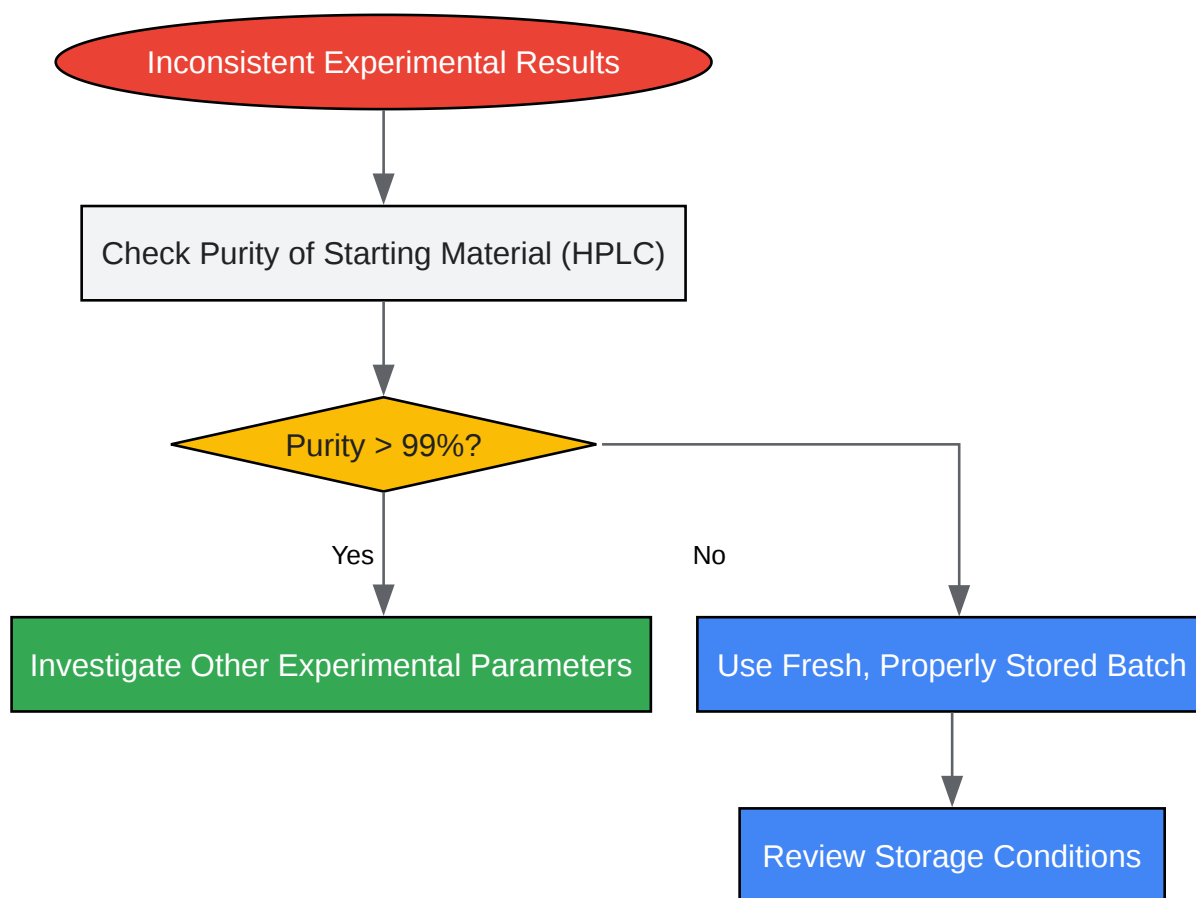 Inconsistent Experimental Results
Check Purity of Starting Material (HPLC)
Purity > 99%?
Yes
No
Investigate Other Experimental Parameters
Use Fresh, Properly Stored Batch
Review Storage Conditions